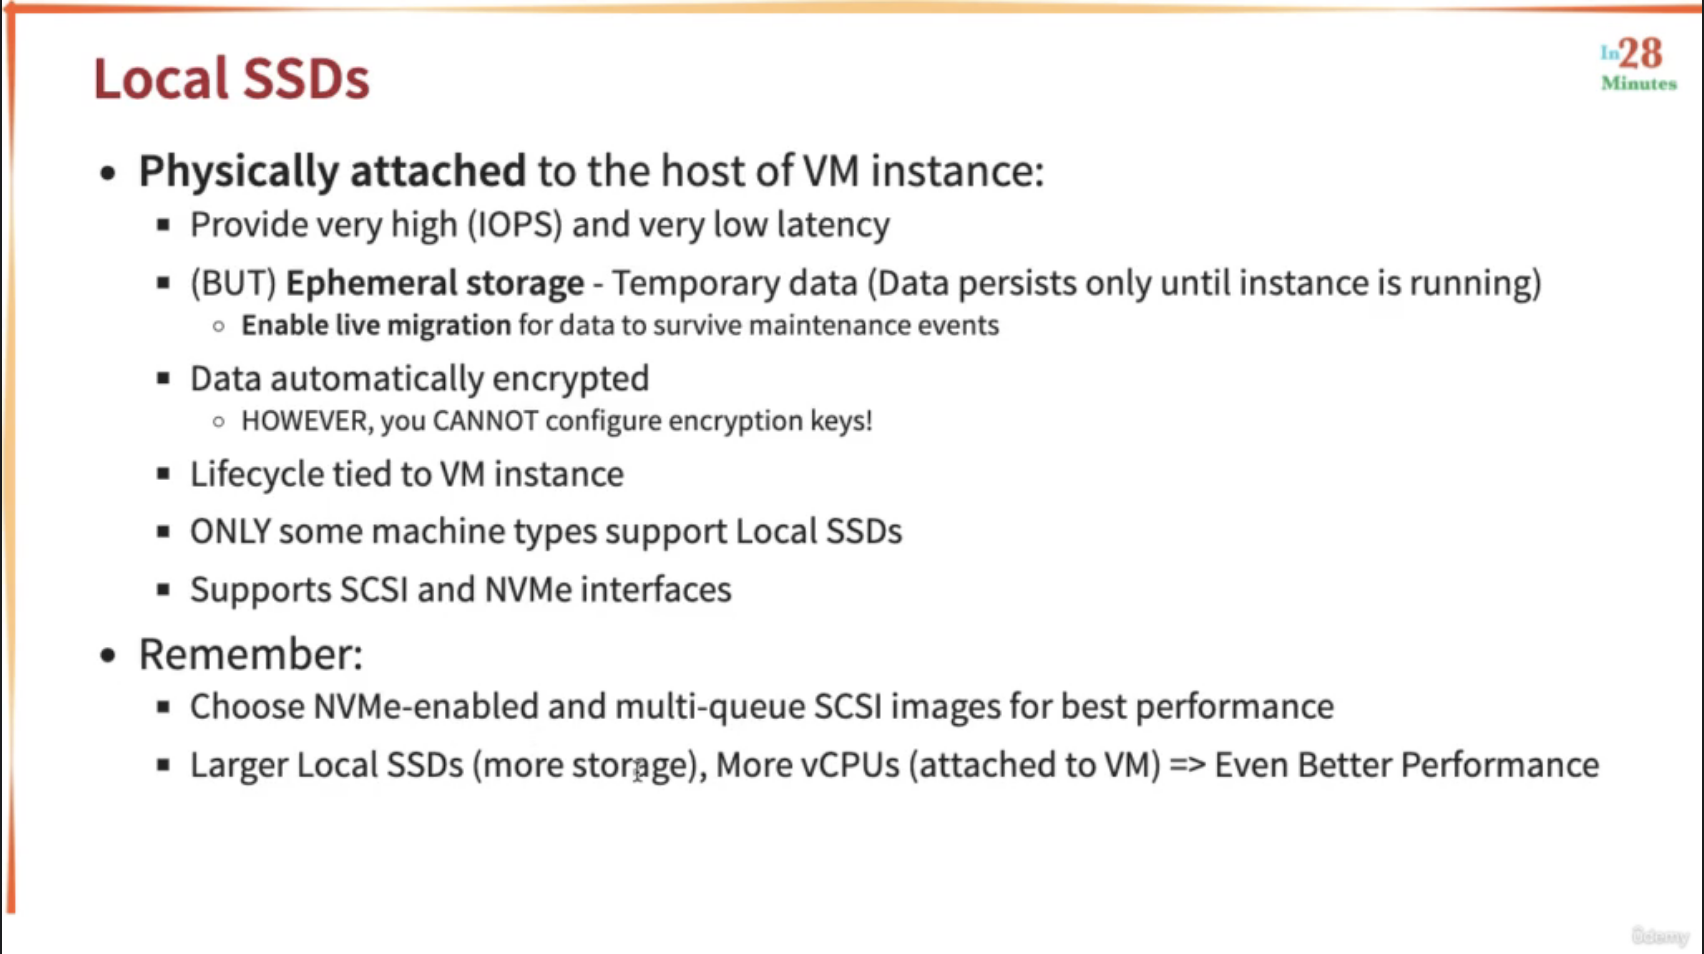 Local SSDs
In28
Minutes
• Physically attached to the host of VM instance:
▪ Provide very high (IOPS) and very low latency
▪ (BUT) Ephemeral storage - Temporary data (Data persists only until instance is running)
○ Enable live migration for data to survive maintenance events
▪ Data automatically encrypted
○ HOWEVER, you CANNOT configure encryption keys!
▪ Lifecycle tied to VM instance
▪ ONLY some machine types support Local SSDs
▪ Supports SCSI and NVMe interfaces
• Remember:
▪ Choose NVMe-enabled and multi-queue SCSI images for best performance
▪ Larger Local SSDs (more storage), More vCPUs (attached to VM) => Even Better Performance
ûdemy